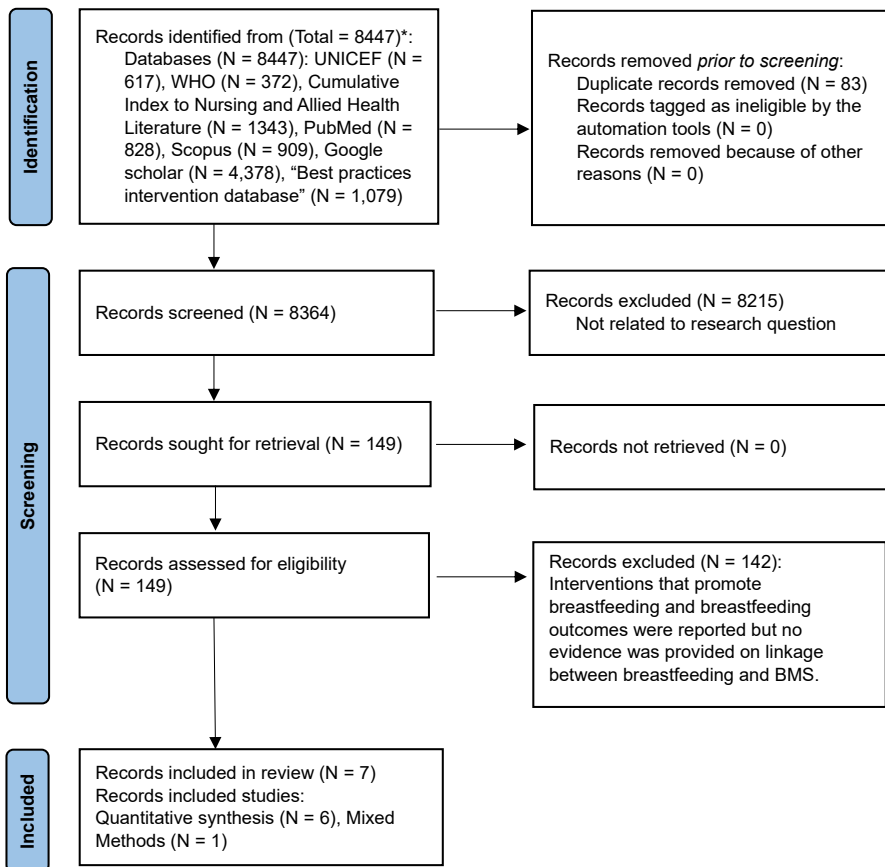 Identification
Records identified from (Total = 8447)*:
Databases (N = 8447): UNICEF (N =
617), WHO (N = 372), Cumulative
Index to Nursing and Allied Health
Literature (N = 1343), PubMed (N =
828), Scopus (N = 909), Google
scholar (N = 4,378), “Best practices
intervention database” (N = 1,079)
Records removed prior to screening:
Duplicate records removed (N = 83)
Records tagged as ineligible by the
automation tools (N = 0)
Records removed because of other
reasons (N = 0)
Screening
Records screened (N = 8364)
Records excluded (N = 8215)
Not related to research question
Records sought for retrieval (N = 149)
Records not retrieved (N = 0)
Records assessed for eligibility
(N = 149)
Records excluded (N = 142):
Interventions that promote
breastfeeding and breastfeeding
outcomes were reported but no
evidence was provided on linkage
between breastfeeding and BMS.
Included
Records included in review (N = 7)
Records included studies:
Quantitative synthesis (N = 6), Mixed
Methods (N = 1)